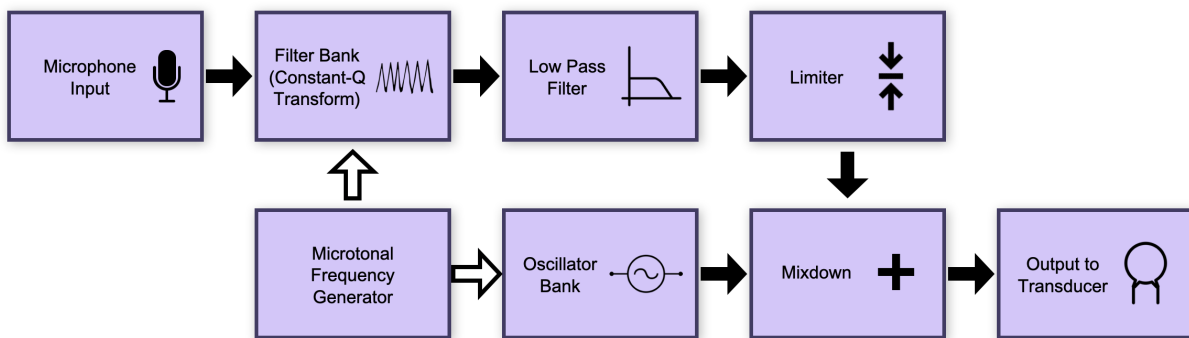 Microphone
Input
Filter Bank
(Constant-Q
Transform)
Low Pass
Filter
Limiter
Microtonal
Frequency
Generator
Oscillator
Bank
Mixdown
Output to
Transducer